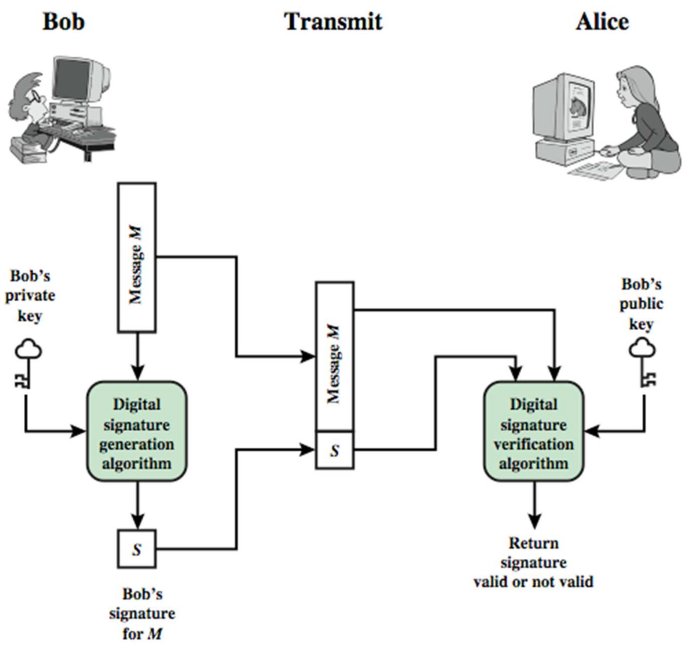 Bob
Transmit
Alice
Message M
Bob's
private
key
Message M
Bob's
public
key
Digital
signature
generation
algorithm
S
Digital
signature
verification
algorithm
S
Bob's
signature
for M
Return
signature
valid or not valid